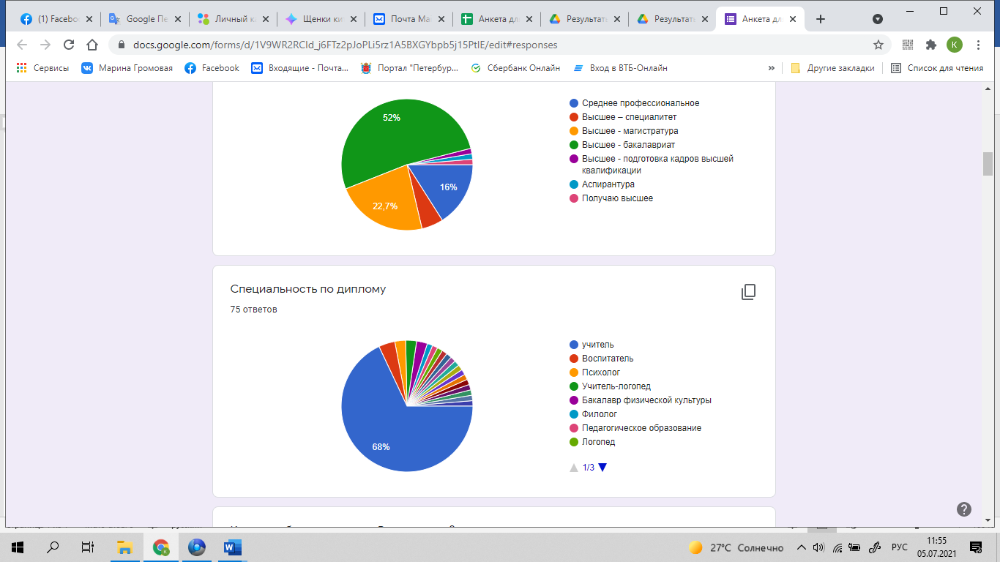 (1) Facebo
Google Пе
Личный к
Щенки ки
Почта Ма
Анкета дл
Результать
Результать
Анкета дл
docs.google.com/forms/d/1V9WR2RCId_j6FTz2pJoPLi5rz1A5BXGYbpb5j15PtlE/edit#responses
K
Сервисы
Марина Громовая
Facebook
Входящие - Почта...
Портал "Петербур...
Сбербанк Онлайн
Вход в ВТБ-Онлайн
»
Другие закладки
Список для чтения
52%
16%
22,7%
Среднее профессиональное
Высшее – специалитет
Высшее - магистратура
Высшее - бакалавриат
Высшее - подготовка кадров высшей
квалификации
Аспирантура
Получаю высшее
Специальность по диплому
75 ответов
68%
учитель
Воспитатель
Психолог
Учитель-логопед
Бакалавр физической культуры
Филолог
Педагогическое образование
Логопед
1/3
27°C Солнечно
РУС
11:55
05.07.2021